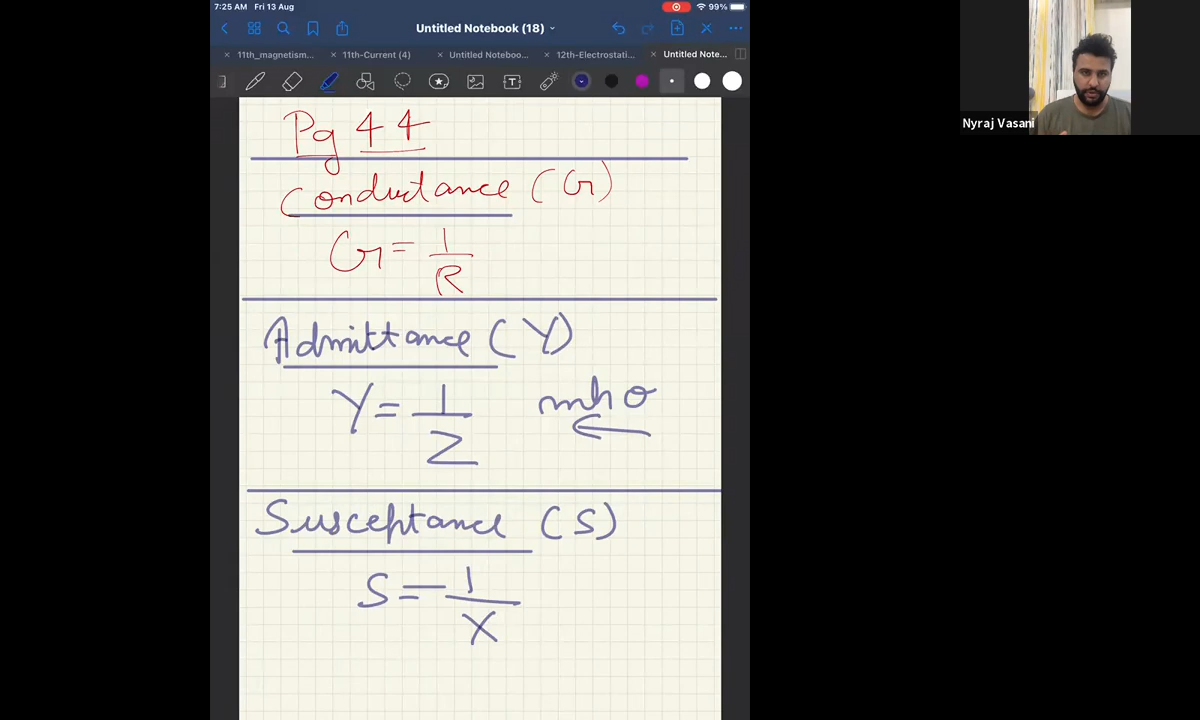 7:25 AM Fri 13 Aug
99%
Untitled Notebook (18)
11th_magnetism...
11th-Current (4)
Untitled Noteboo...
12th-Electrostati...
Untitled Note...
Nyraj Vasani
Pg 44
Conductance (G)
G = 1/R
Admittance (Y)
Y = 1/Z
mho
Susceptance (S)
S = 1/X